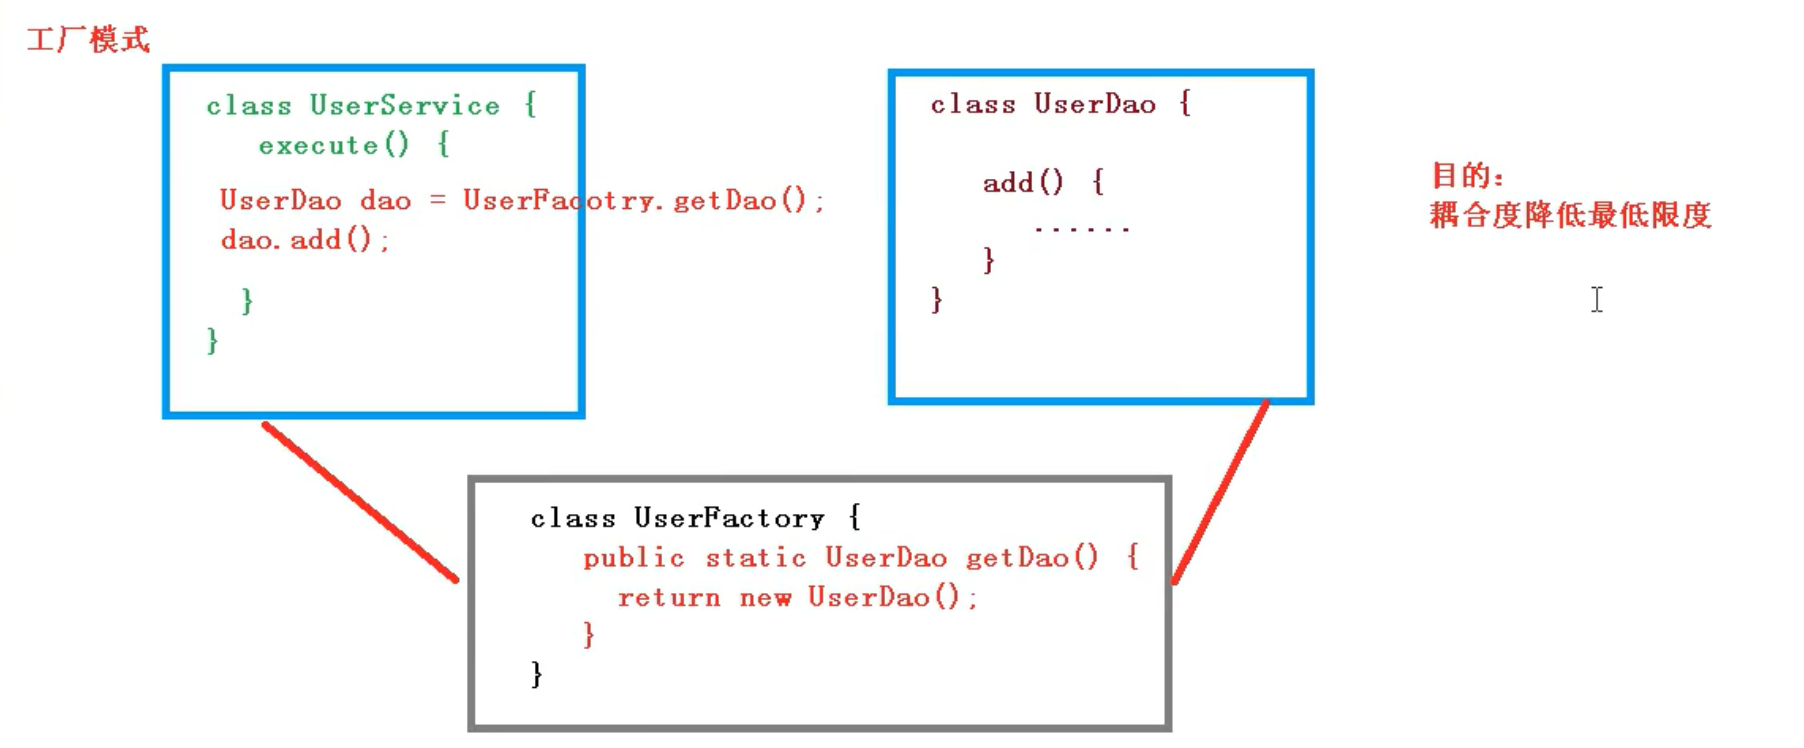 工厂模式
class UserService {
execute() {
UserDao dao = UserFacotry.getDao();
dao.add();
}
}
class UserDao {
add() {
......
}
}
目的:
耦合度降低最低限度
class UserFactory {
public static UserDao getDao() {
return new UserDao();
}
}